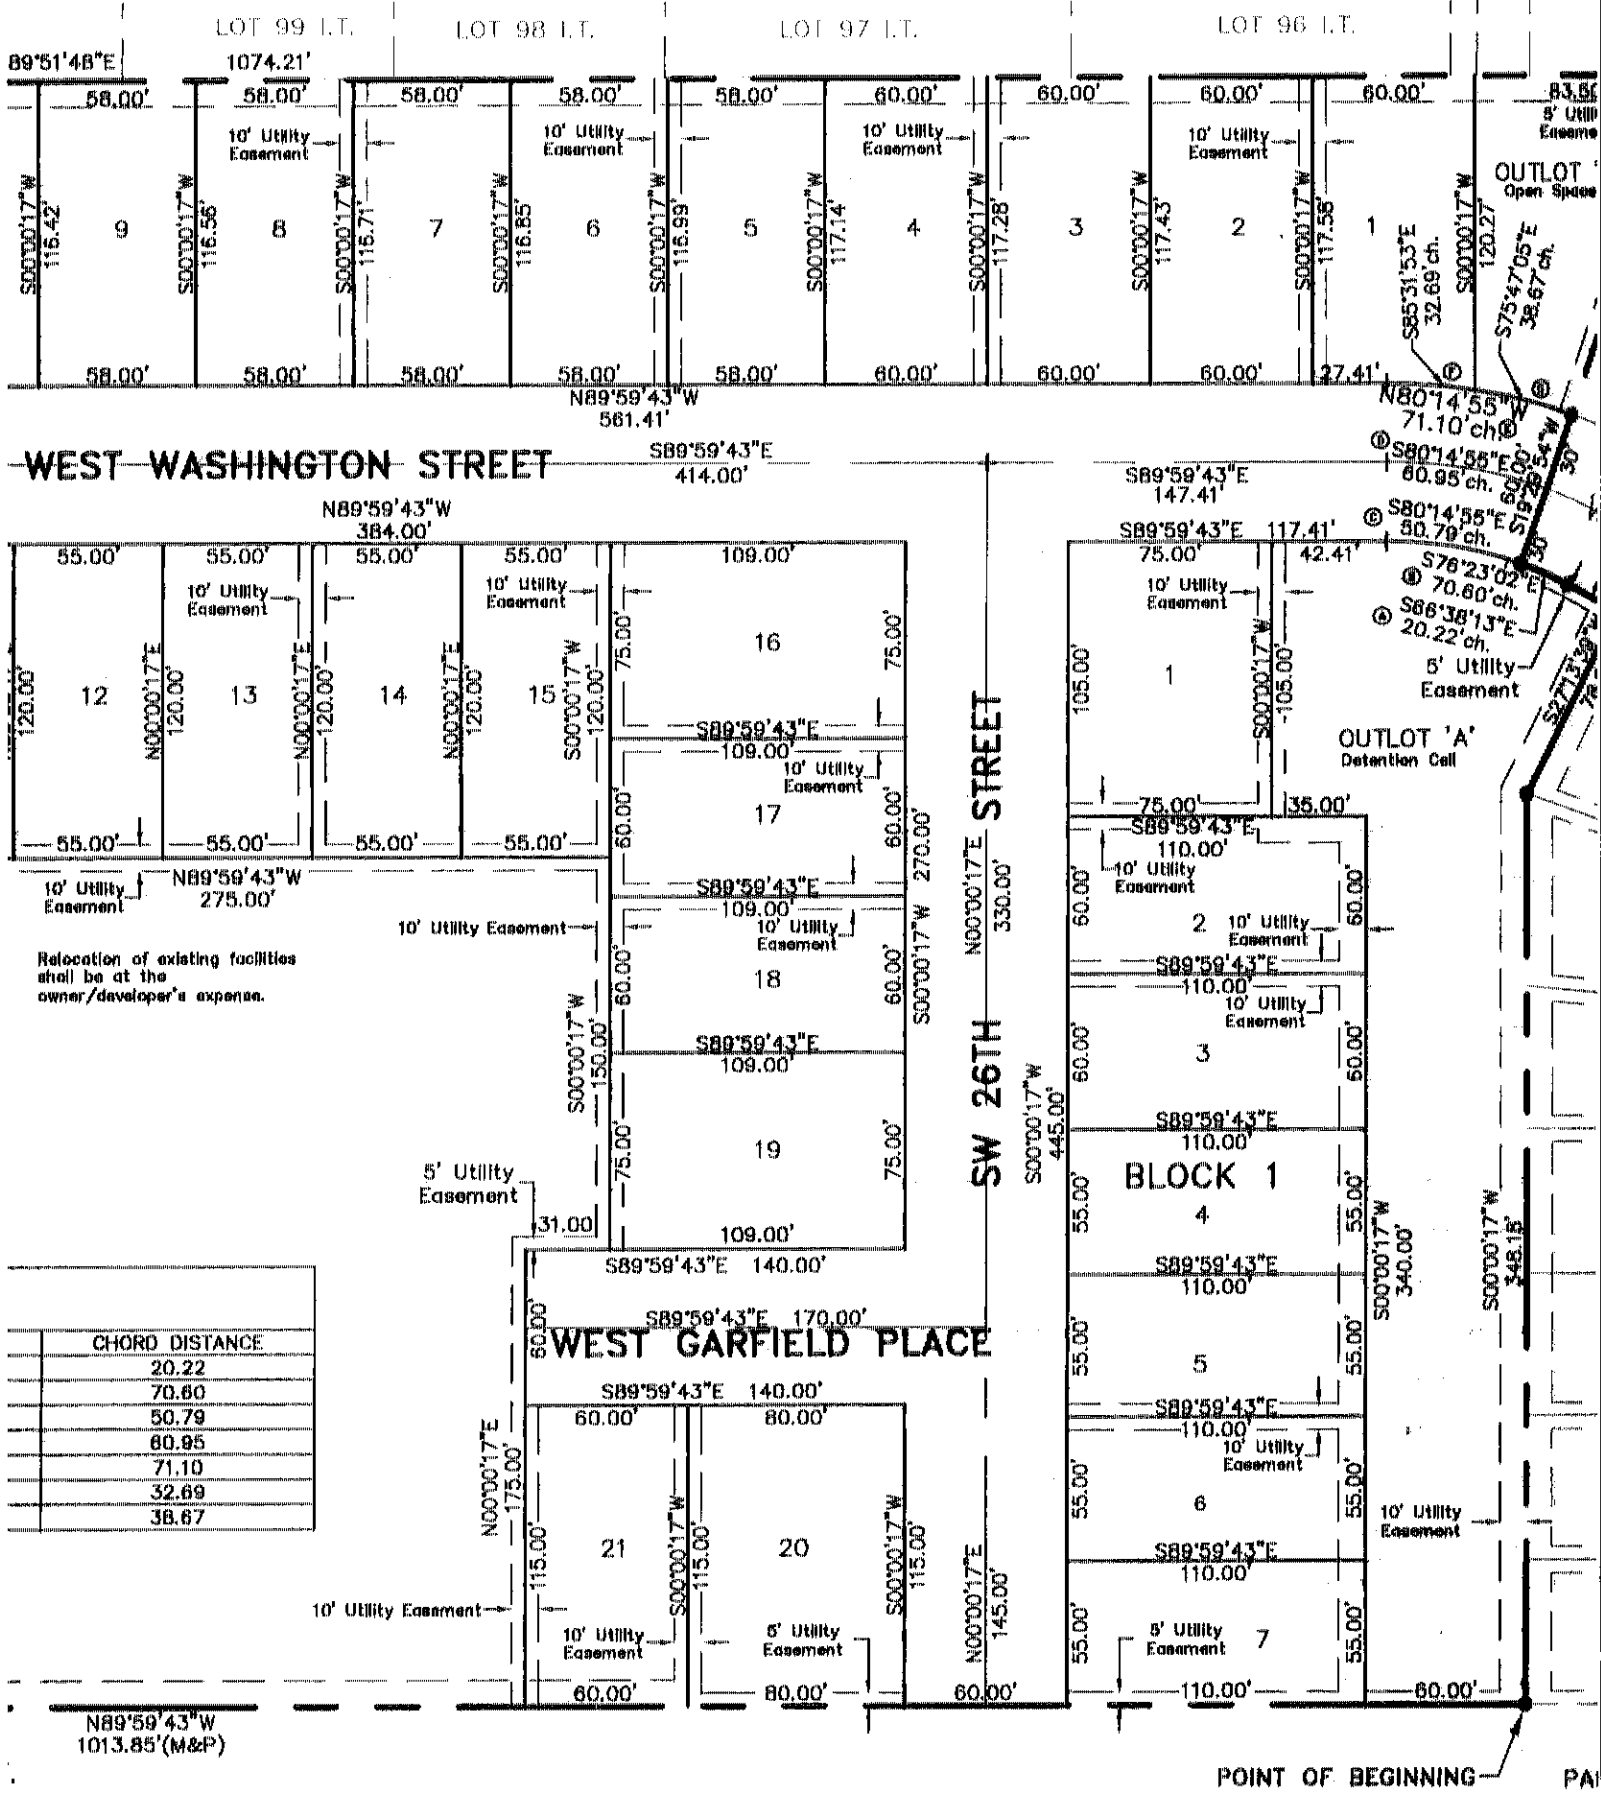 LOT 99 I.T.
LOT 98 I.T.
LOT 97 I.T.
LOT 96 I.T.
89°51'48"E
1074.21'
58.00'
58.00'
58.00'
58.00'
58.00'
60.00'
60.00'
60.00'
60.00'
83.5
10' Utility
Easement
10' Utility
Easement
10' Utility
Easement
10' Utility
Easement
5' Utili
Easeme
OUTLOT '
Open Space
S00°00'17"W
116.42'
9
S00°00'17"W
116.56'
8
S00°00'17"W
116.71'
7
S00°00'17"W
116.85'
6
S00°00'17"W
116.99'
5
S00°00'17"W
117.14'
4
S00°00'17"W
117.28'
3
S00°00'17"W
117.43'
2
S00°00'17"W
117.58'
1
S00°00'17"W
120.27'
S85°31'53"E
32.69'ch.
S75°47'05"E
38.67'ch.
58.00'
58.00'
58.00'
58.00'
58.00'
60.00'
60.00'
60.00'
27.41'
N89°59'43"W
561.41'
F
G
N80°14'55"W
71.10'ch.
E
WEST WASHINGTON STREET
S89°59'43"E
414.00'
S89°59'43"E
147.41'
D
S80°14'55"E
60.95'ch.
S19°29'54"W
60.00'
30'
30'
C
S80°14'55"E
50.79'ch.
B
S76°23'02"E
70.60'ch.
A
S66°38'13"E
20.22'ch.
N89°59'43"W
384.00'
S89°59'43"E 117.41'
55.00'
55.00'
55.00'
55.00'
109.00'
75.00'
42.41'
10' Utility
Easement
10' Utility
Easement
10' Utility
Easement
5' Utility
Easement
120.00'
12
N00°00'17"E
120.00'
13
N00°00'17"E
120.00'
14
N00°00'17"E
120.00'
15
S00°00'17"W
120.00'
75.00'
16
75.00'
105.00'
1
S00°00'17"W
105.00'
OUTLOT 'A'
Detention Cell
S89°59'43"E
109.00'
10' Utility
Easement
60.00'
17
60.00'
S00°00'17"W 270.00'
N00°00'17"E
330.00'
SW 26TH STREET
75.00'
35.00'
S89°59'43"E
110.00'
10' Utility
Easement
55.00'
55.00'
55.00'
55.00'
10' Utility
Easement
N89°59'43"W
275.00'
S89°59'43"E
109.00'
10' Utility Easement
10' Utility
Easement
60.00'
18
60.00'
60.00'
2
10' Utility
Easement
60.00'
Relocation of existing facilities
shall be at the
owner/developer's expense.
S89°59'43"E
110.00'
10' Utility
Easement
S00°00'17"W
150.00'
S89°59'43"E
109.00'
60.00'
3
60.00'
S00°00'17"W
445.00'
75.00'
19
75.00'
S89°59'43"E
110.00'
BLOCK 1
5' Utility
Easement
31.00
109.00'
S89°59'43"E 140.00'
55.00'
4
55.00'
S00°00'17"W
340.00'
S00°00'17"W
348.18'
S89°59'43"E
110.00'
60.00'
S89°59'43"E 170.00'
WEST GARFIELD PLACE
55.00'
5
55.00'
CHORD DISTANCE
20.22
70.60
50.79
60.95
71.10
32.69
38.67
S89°59'43"E 140.00'
60.00'
80.00'
S89°59'43"E
110.00'
10' Utility
Easement
N00°00'17"E
175.00'
115.00'
21
S00°00'17"W
115.00'
20
S00°00'17"W
115.00'
N00°00'17"E
145.00'
55.00'
6
55.00'
10' Utility
Easement
S89°59'43"E
110.00'
10' Utility Easement
10' Utility
Easement
5' Utility
Easement
55.00'
5' Utility
Easement
7
55.00'
60.00'
80.00'
60.00'
110.00'
60.00'
N89°59'43"W
1013.85'(M&P)
POINT OF BEGINNING